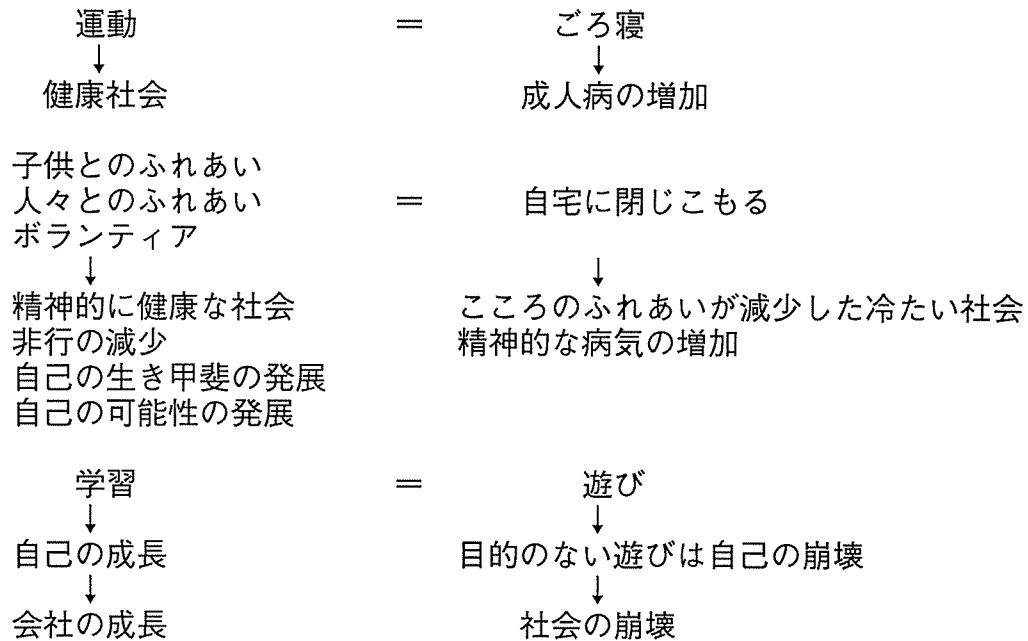 運動 = ごろ寝
↓ ↓
健康社会 成人病の増加
子供とのふれあい
人々とのふれあい = 自宅に閉じこもる
ボランティア
↓ ↓
精神的に健康な社会 こころのふれあいが減少した冷たい社会
非行の減少 精神的な病気の増加
自己の生き甲斐の発展
自己の可能性の発展
学習 = 遊び
↓ ↓
自己の成長 目的のない遊びは自己の崩壊
↓ ↓
会社の成長 社会の崩壊